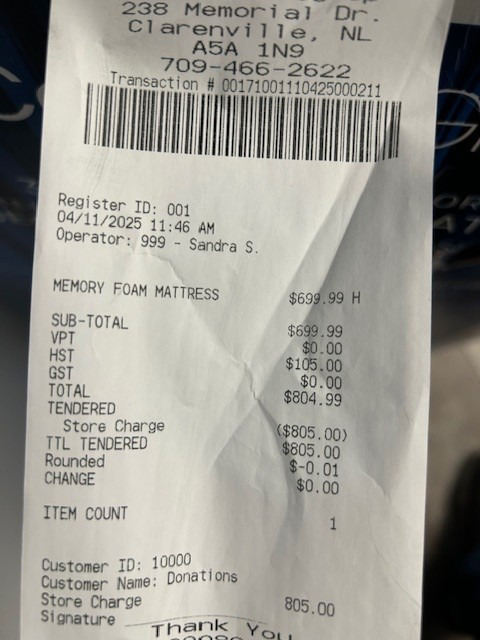 238 Memorial Dr.
Clarenville, NL
A5A 1N9
709-466-2622
Transaction # 00171001110425000211
Register ID: 001
04/11/2025 11:46 AM
Operator: 999 - Sandra S.
MEMORY FOAM MATTRESS $699.99 H
SUB-TOTAL $699.99
VPT $0.00
HST $105.00
GST $0.00
TOTAL $804.99
TENDERED
Store Charge ($805.00)
TTL TENDERED $805.00
Rounded $-0.01
CHANGE $0.00
ITEM COUNT 1
Customer ID: 10000
Customer Name: Donations
Store Charge 805.00
Signature
Thank You